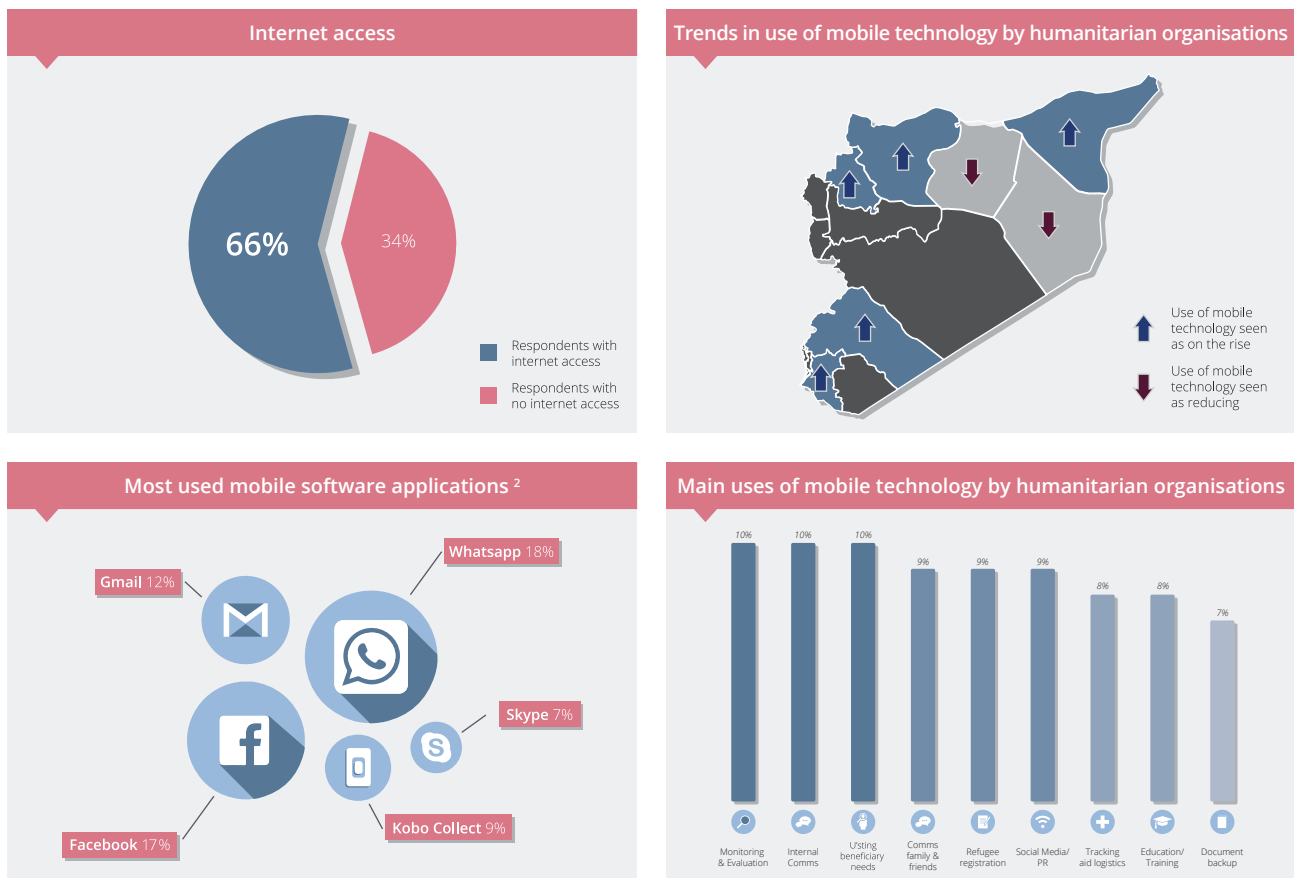 Internet access
66%
34%
Respondents with
internet access
Respondents with
no internet access
Trends in use of mobile technology by humanitarian organisations
Use of mobile
technology seen
as on the rise
Use of mobile
technology seen
as reducing
Most used mobile software applications 2
Whatsapp 18%
Gmail 12%
Skype 7%
Kobo Collect 9%
Facebook 17%
Main uses of mobile technology by humanitarian organisations
10%
10%
10%
9%
9%
9%
8%
8%
7%
Monitoring
& Evaluation
Internal
Comms
U'sting
beneficiary
needs
Comms
family &
friends
Refugee
registration
Social Media/
PR
Tracking
aid logistics
Education/
Training
Document
backup